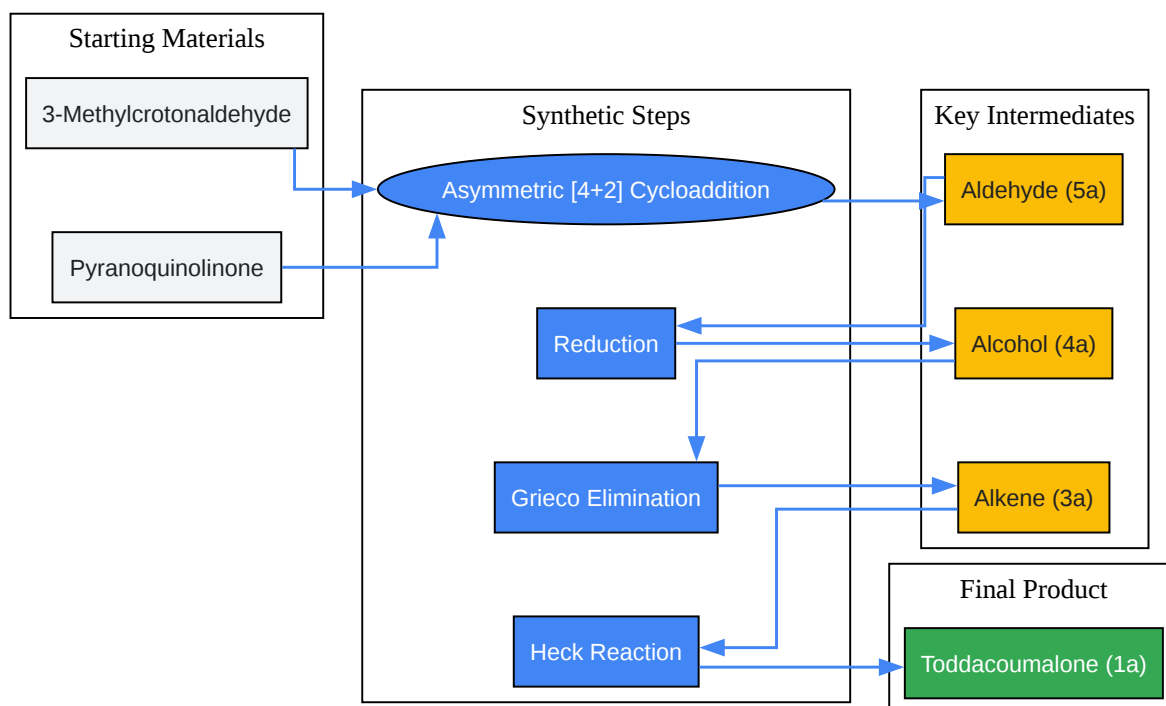 Starting Materials
3-Methylcrotonaldehyde
Pyranoquinolinone
Synthetic Steps
Asymmetric [4+2] Cycloaddition
Reduction
Grieco Elimination
Heck Reaction
Key Intermediates
Aldehyde (5a)
Alcohol (4a)
Alkene (3a)
Final Product
Toddacoumalone (1a)